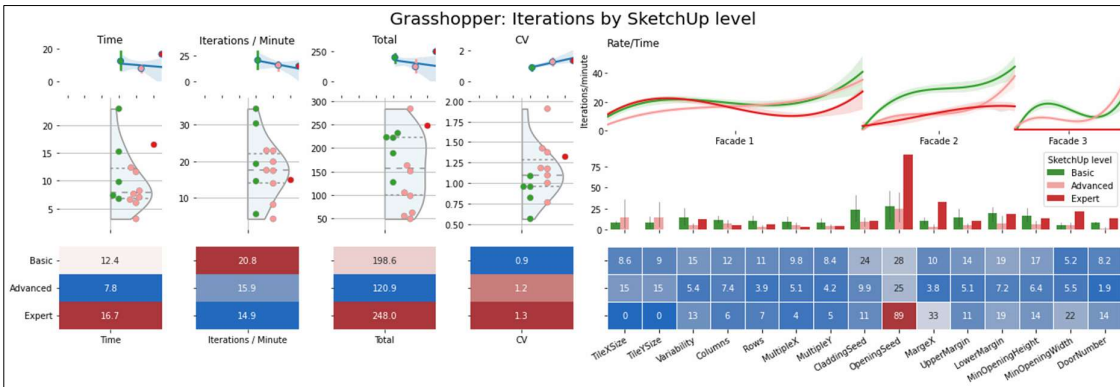 Grasshopper: Iterations by SketchUp level
Time
Iterations / Minute
Total
CV
Rate/Time
20
0
25
0
250
0
2
0
Iterations/minute
40
20
0
Facade 1
Facade 2
Facade 3
20
15
10
5
30
20
10
300
250
200
150
100
50
2.00
1.75
1.50
1.25
1.00
0.75
0.50
75
50
25
0
SketchUp level
Basic
Advanced
Expert
Basic 12.4 20.8 198.6 0.9 8.6 9 15 12 11 9.8 8.4 24 28 10 14 19 17 5.2 8.2
Advanced 7.8 15.9 120.9 1.2 15 15 5.4 7.4 3.9 5.1 4.2 9.9 25 3.8 5.1 7.2 6.4 5.5 1.9
Expert 16.7 14.9 248.0 1.3 0 0 13 6 7 4 5 11 89 33 11 19 14 22 14
Time
Iterations / Minute
Total
CV
TileXSize
TileYSize
Variability
Columns
Rows
MultipleX
MultipleY
CladdingSeed
OpeningSeed
MargeX
UpperMargin
LowerMargin
MinOpeningHeight
MinOpeningWidth
DoorNumber